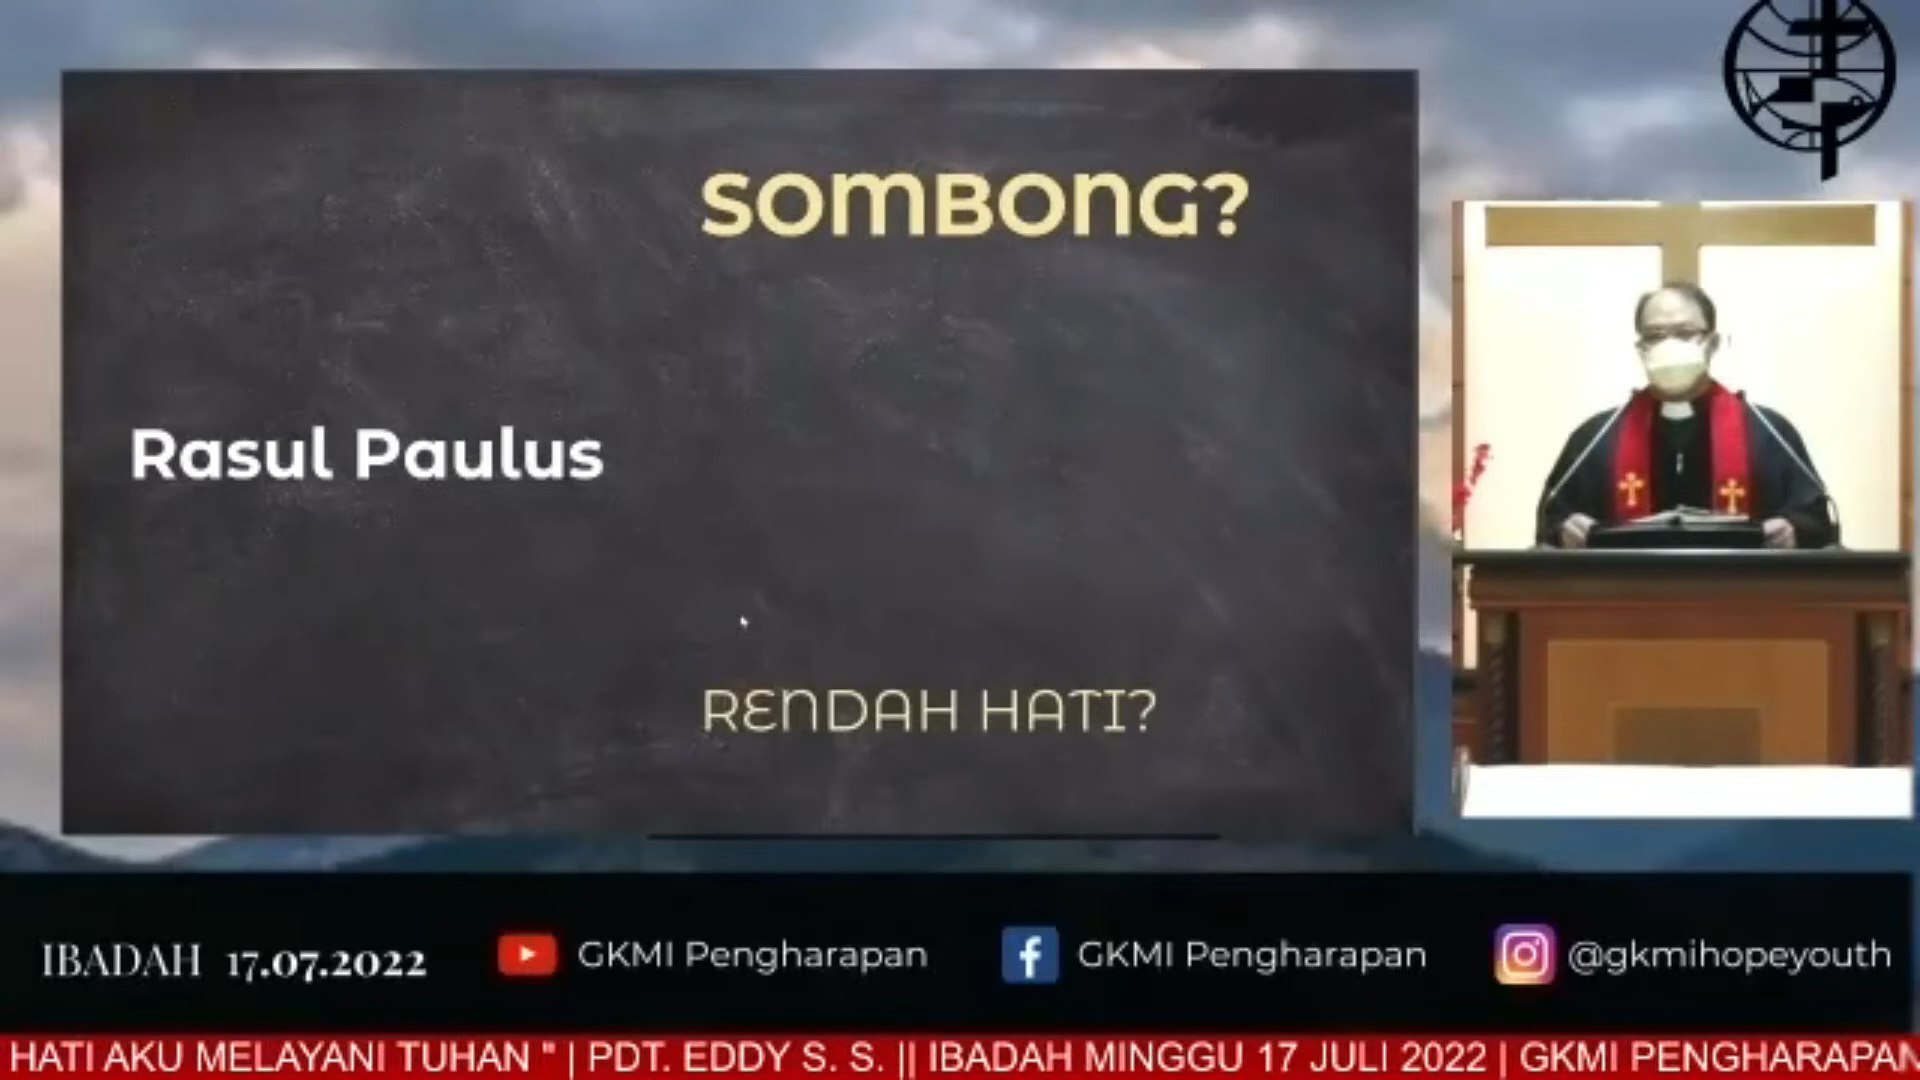 SOMBONG?
Rasul Paulus
RENDAH HATI?
IBADAH 17.07.2022
GKMI Pengharapan
GKMI Pengharapan
@gkmihopeyouth
HATI AKU MELAYANI TUHAN " | PDT. EDDY S. S. || IBADAH MINGGU 17 JULI 2022 | GKMI PENGHARAPAN